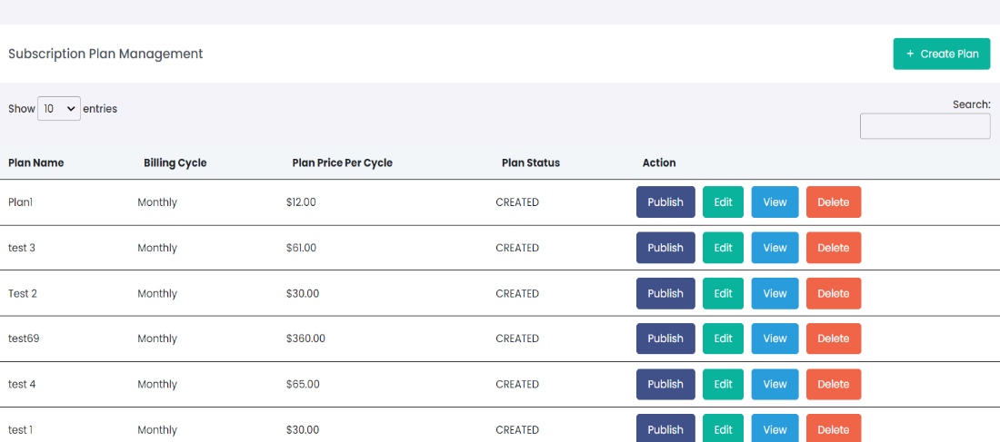 Subscription Plan Management
+ Create Plan
Show 10 entries
Search:
Plan Name Billing Cycle Plan Price Per Cycle Plan Status Action
Plan1 Monthly $12.00 CREATED Publish Edit View Delete
test 3 Monthly $61.00 CREATED Publish Edit View Delete
Test 2 Monthly $30.00 CREATED Publish Edit View Delete
test69 Monthly $360.00 CREATED Publish Edit View Delete
test 4 Monthly $65.00 CREATED Publish Edit View Delete
test 1 Monthly $30.00 CREATED Publish Edit View Delete